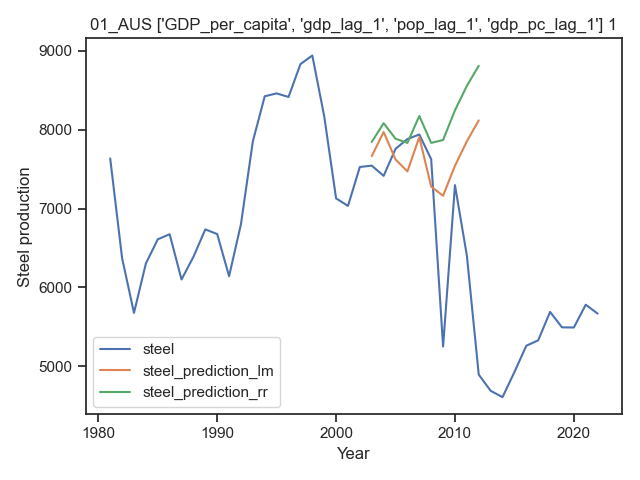 01_AUS ['GDP_per_capita', 'gdp_lag_1', 'pop_lag_1', 'gdp_pc_lag_1'] 1
9000
8000
7000
6000
5000
Steel production
steel
steel_prediction_lm
steel_prediction_rr
1980
1990
2000
2010
2020
Year